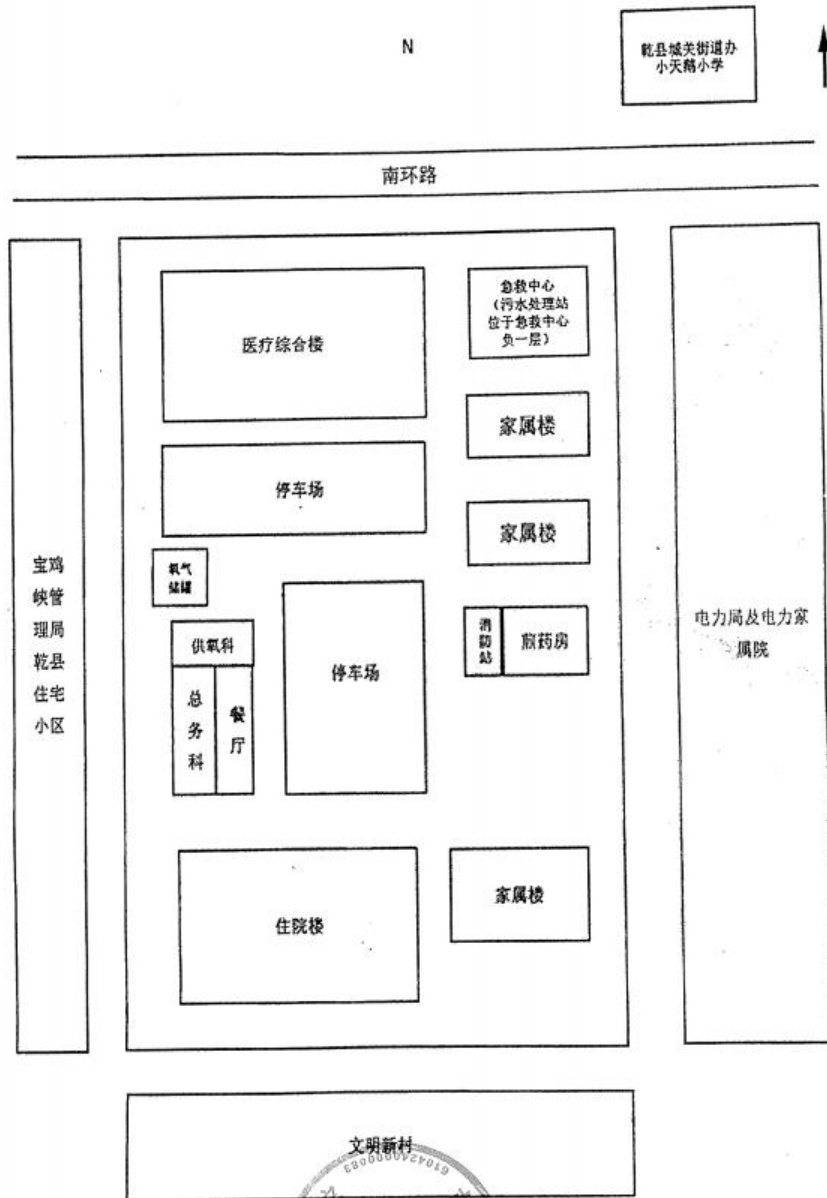 N
乾县城关街道办
小天鹅小学
南环路
医疗综合楼
急救中心
(污水处理站
位于急救中心
负一层)
家属楼
停车场
家属楼
氧气
储罐
供氧科
总务科
餐厅
停车场
消防站
煎药房
宝鸡
峡管
理局
乾县
住宅
小区
电力局及电力家
属院
住院楼
家属楼
文明新村